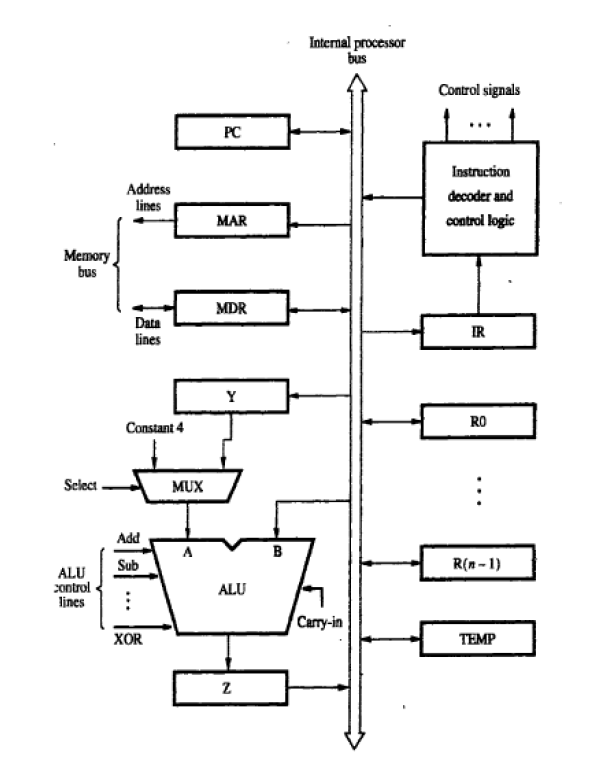 Internal processor
bus
Control signals
...
PC
Instruction
decoder and
control logic
Address
lines
MAR
Memory
bus
MDR
Data
lines
IR
Y
Constant 4
R0
Select
MUX
Add
A
B
Sub
ALU
control
lines
ALU
R(n − 1)
Carry-in
XOR
TEMP
Z